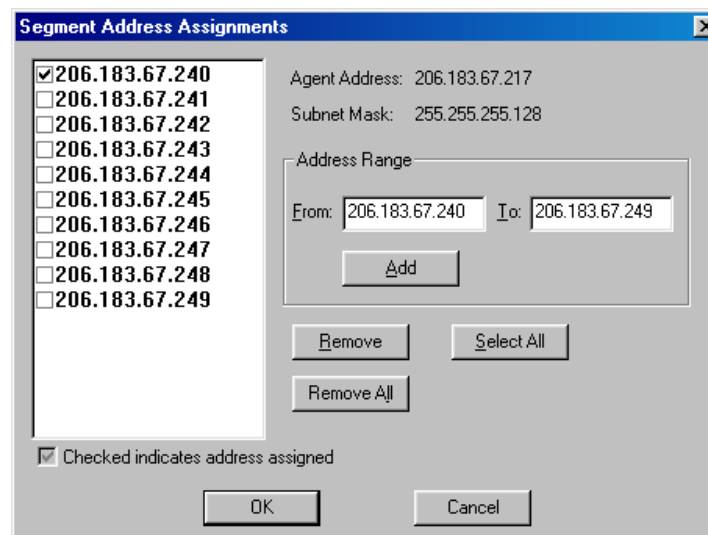 Segment Address Assignments
206.183.67.240
206.183.67.241
206.183.67.242
206.183.67.243
206.183.67.244
206.183.67.245
206.183.67.246
206.183.67.247
206.183.67.248
206.183.67.249
Agent Address: 206.183.67.217
Subnet Mask: 255.255.255.128
Address Range
From: 206.183.67.240 To: 206.183.67.249
Add
Remove Select All
Remove All
Checked indicates address assigned
OK Cancel